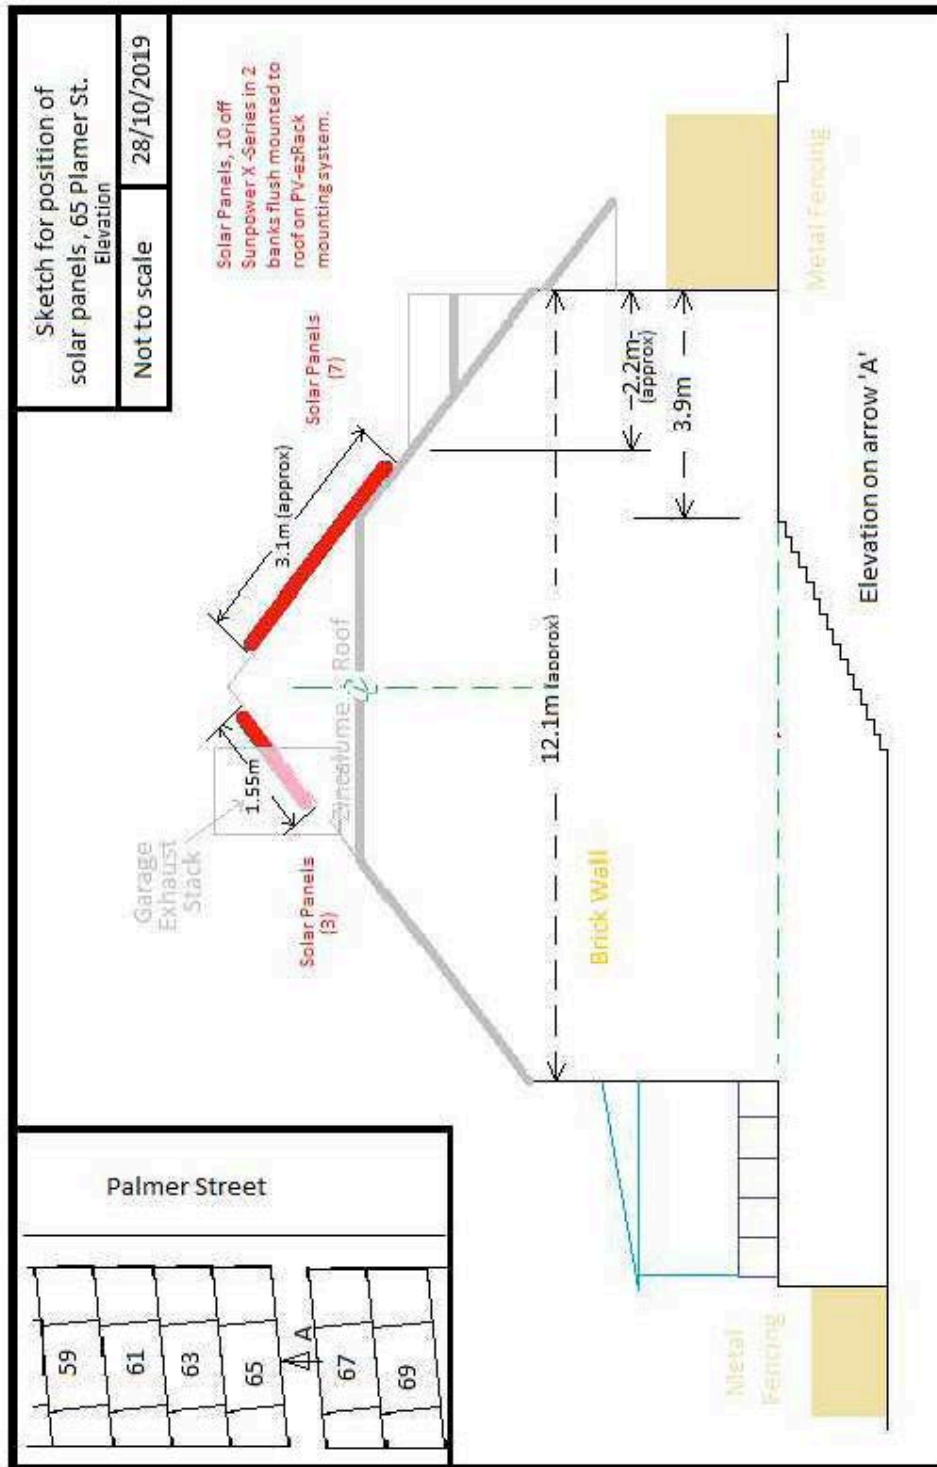 Sketch for position of
solar panels, 65 Plamer St.
Elevation
Not to scale
28/10/2019
Solar Panels, 10 off
Sunpower X-Series in 2
banks flush mounted to
roof on PV-ezRack
mounting system.
Solar Panels
(7)
3.1m (approx)
1.55m
Garage
Exhaust
Stack
Solar Panels
(3)
Zincalume Roof
12.1m (approx)
2.2m
(approx)
3.9m
Brick Wall
Metal Fencing
Metal
Fencing
Elevation on arrow 'A'
Palmer Street
59
61
63
65
A
67
69